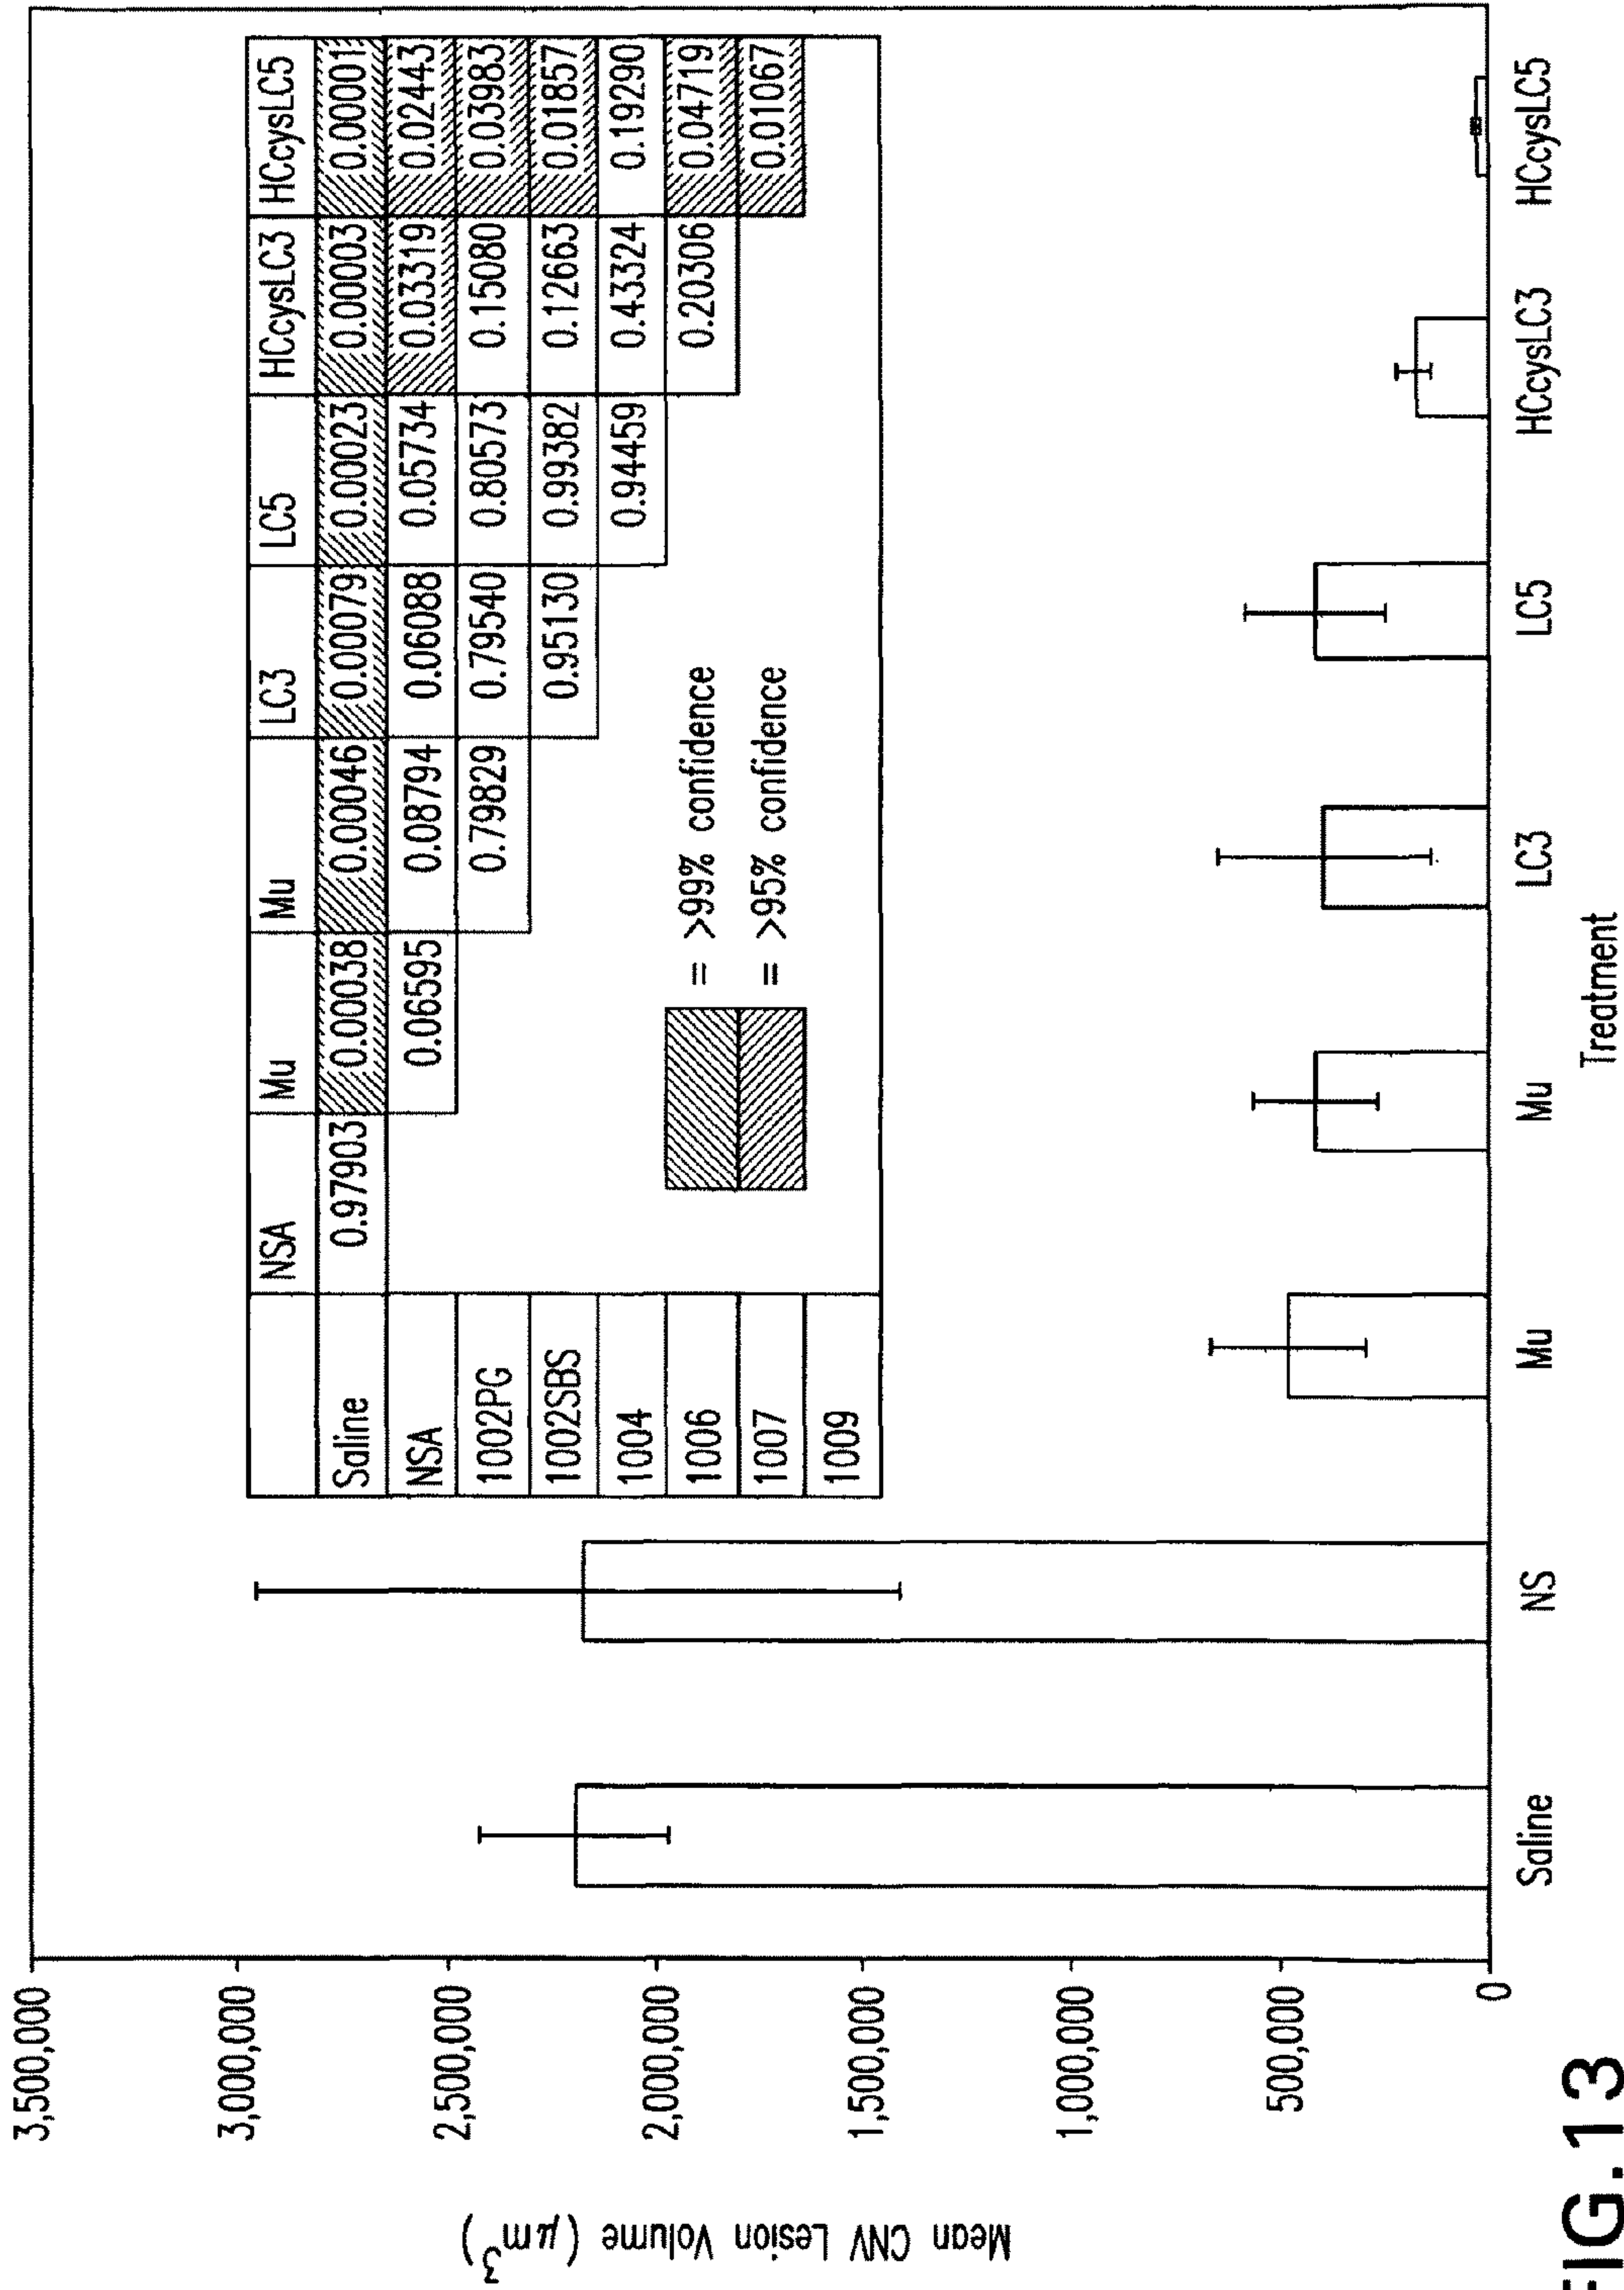 3,500,000
3,000,000
2,500,000
2,000,000
1,500,000
1,000,000
500,000
0
Mean CNV Lesion Volume (μm³)
NSA Mu Mu LC3 LC5 HCcysLC3 HCcysLC5
Saline 0.97903 0.00038 0.00046 0.00079 0.00023 0.00003 0.00001
NSA 0.06595 0.08794 0.06088 0.05734 0.03319 0.02443
1002PG 0.79829 0.79540 0.80573 0.15080 0.03983
1002SBS 0.95130 0.99382 0.12663 0.01857
1004 0.94459 0.43324 0.19290
1006 0.20306 0.04719
1007 0.01067
1009
= >99% confidence
= >95% confidence
Saline NS Mu Mu LC3 LC5 HCcysLC3 HCcysLC5
Treatment
FIG.13